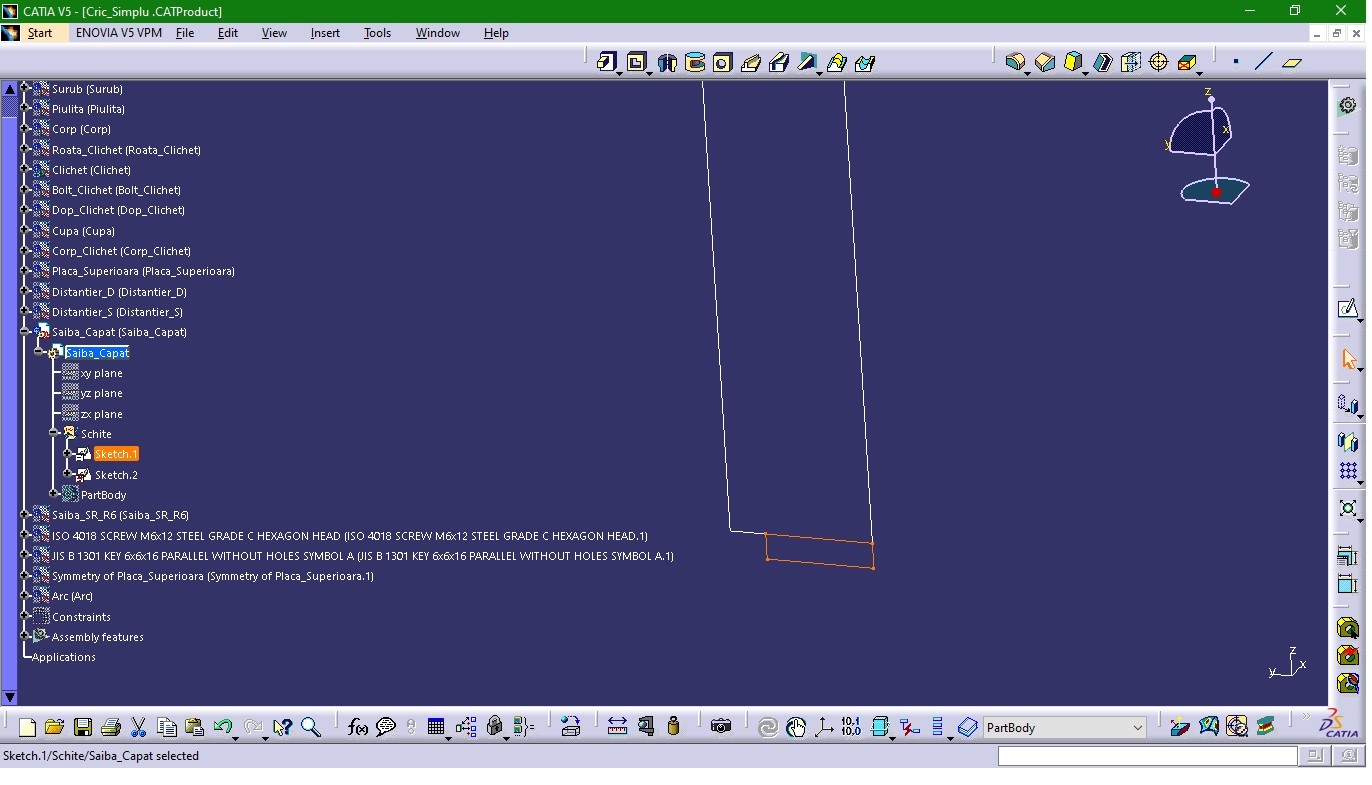 CATIA V5 - [Cric_Simplu .CATProduct]
Start ENOVIA V5 VPM File Edit View Insert Tools Window Help
Surub (Surub)
Piulita (Piulita)
Corp (Corp)
Roata_Clichet (Roata_Clichet)
Clichet (Clichet)
Bolt_Clichet (Bolt_Clichet)
Dop_Clichet (Dop_Clichet)
Cupa (Cupa)
Corp_Clichet (Corp_Clichet)
Placa_Superioara (Placa_Superioara)
Distantier_D (Distantier_D)
Distantier_S (Distantier_S)
Saiba_Capat (Saiba_Capat)
Saiba_Capat
xy plane
yz plane
zx plane
Schite
Sketch.1
Sketch.2
PartBody
Saiba_SR_R6 (Saiba_SR_R6)
ISO 4018 SCREW M6x12 STEEL GRADE C HEXAGON HEAD (ISO 4018 SCREW M6x12 STEEL GRADE C HEXAGON HEAD.1)
JIS B 1301 KEY 6x6x16 PARALLEL WITHOUT HOLES SYMBOL A (JIS B 1301 KEY 6x6x16 PARALLEL WITHOUT HOLES SYMBOL A.1)
Symmetry of Placa_Superioara (Symmetry of Placa_Superioara.1)
Arc (Arc)
Constraints
Assembly features
Applications
z
x
y
z
y x
f(x)
10,1
10,0
PartBody
CATIA
Sketch.1/Schite/Saiba_Capat selected